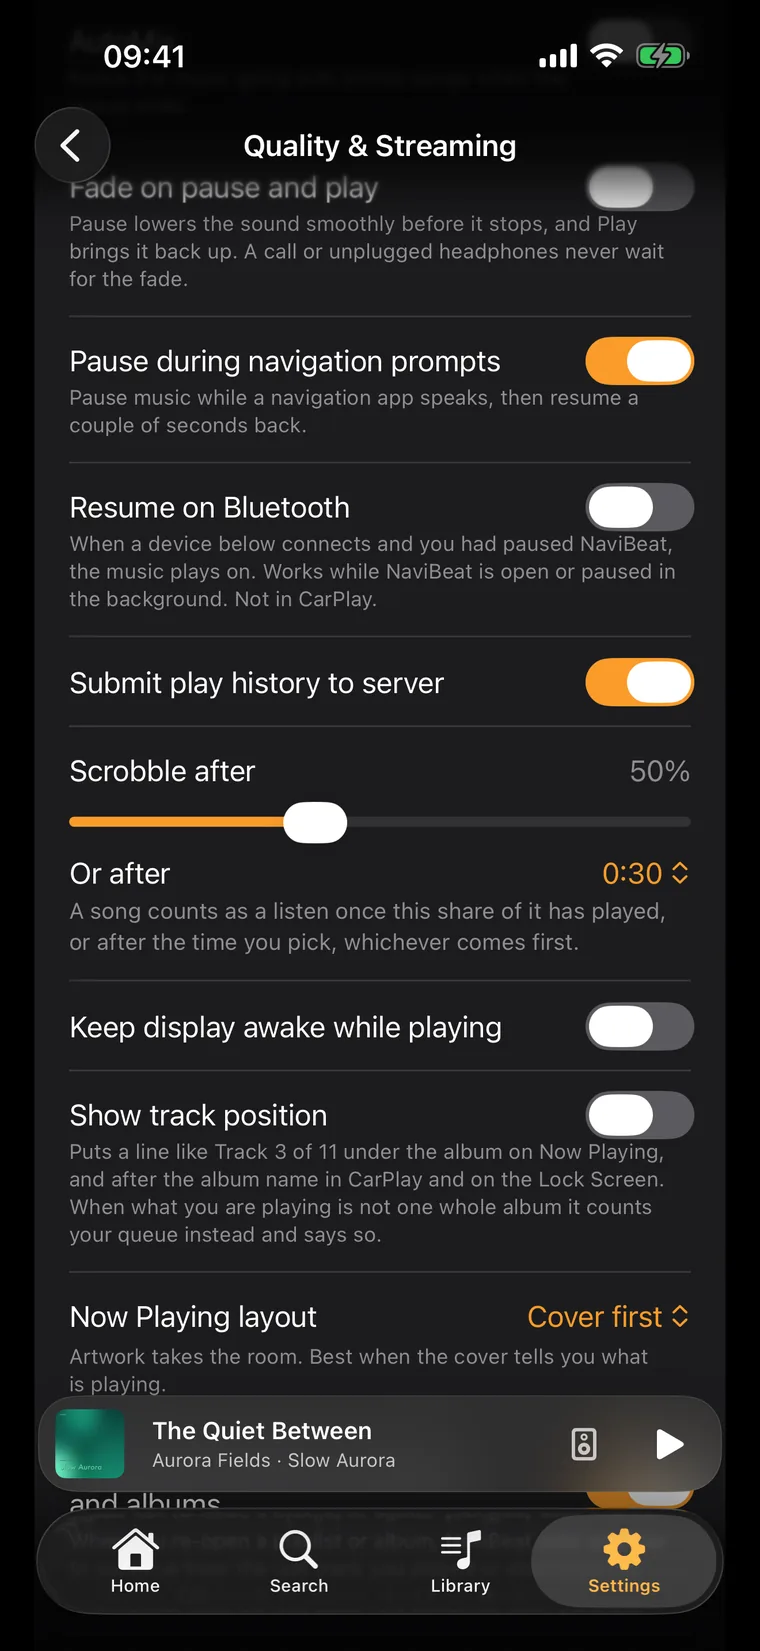 09:41
Quality & Streaming
Fade on pause and play
Pause lowers the sound smoothly before it stops, and Play
brings it back up. A call or unplugged headphones never wait
for the fade.
Pause during navigation prompts
Pause music while a navigation app speaks, then resume a
couple of seconds back.
Resume on Bluetooth
When a device below connects and you had paused NaviBeat,
the music plays on. Works while NaviBeat is open or paused in
the background. Not in CarPlay.
Submit play history to server
Scrobble after 50%
Or after 0:30
A song counts as a listen once this share of it has played,
or after the time you pick, whichever comes first.
Keep display awake while playing
Show track position
Puts a line like Track 3 of 11 under the album on Now Playing,
and after the album name in CarPlay and on the Lock Screen.
When what you are playing is not one whole album it counts
your queue instead and says so.
Now Playing layout Cover first
Artwork takes the room. Best when the cover tells you what
is playing.
The Quiet Between
Aurora Fields · Slow Aurora
and albums
Home Search Library Settings